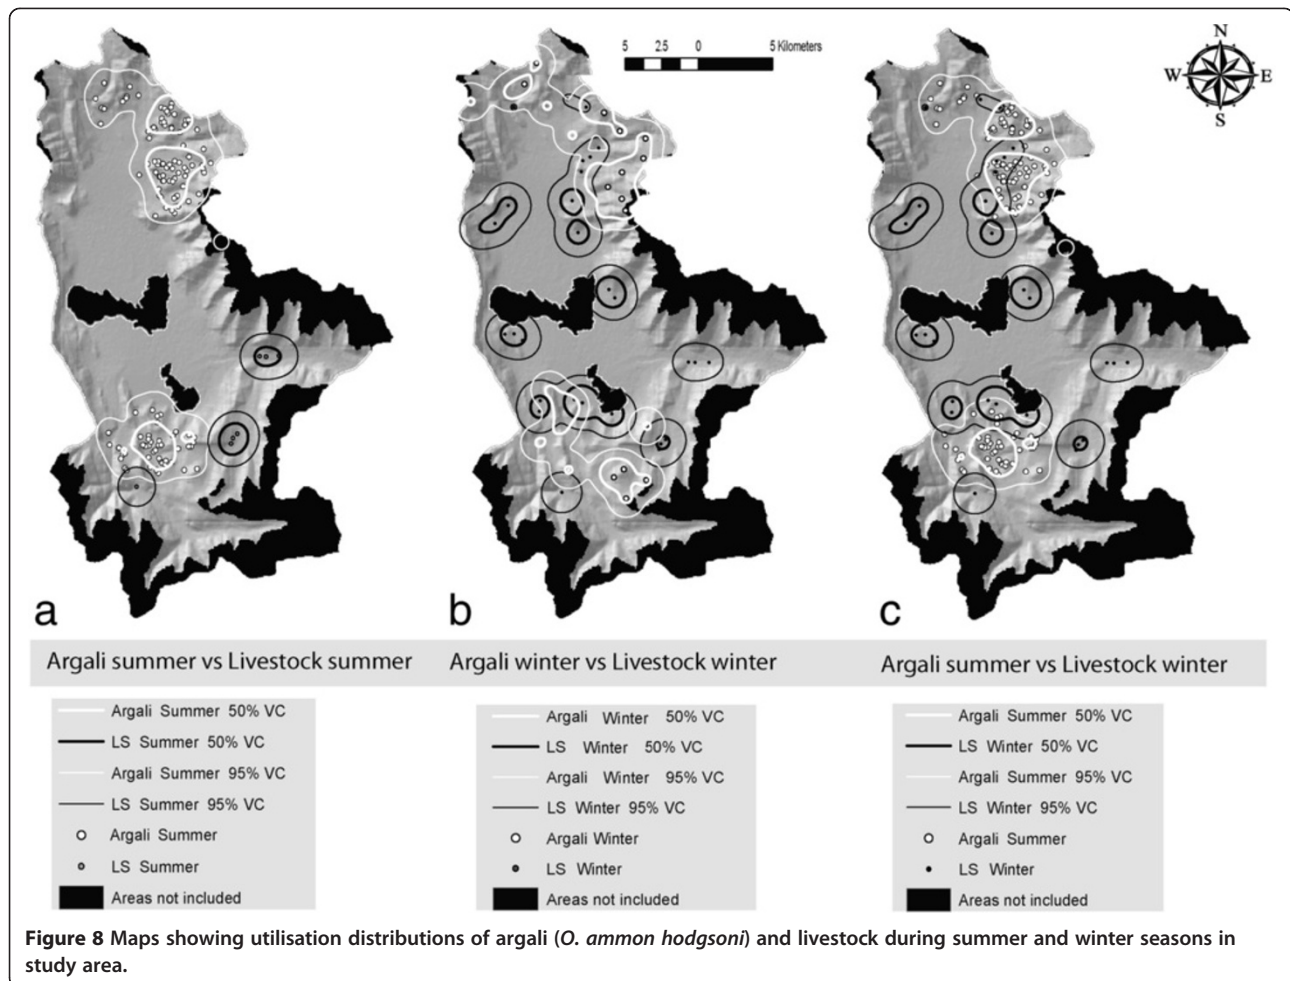 5 2.5 0 5 Kilometers
N
W E
S
a
b
c
Argali summer vs Livestock summer
Argali winter vs Livestock winter
Argali summer vs Livestock winter
Argali Summer 50% VC
LS Summer 50% VC
Argali Summer 95% VC
LS Summer 95% VC
Argali Summer
LS Summer
Areas not included
Argali Winter 50% VC
LS Winter 50% VC
Argali Winter 95% VC
LS Winter 95% VC
Argali Winter
LS Winter
Areas not included
Argali Summer 50% VC
LS Winter 50% VC
Argali Summer 95% VC
LS Winter 95% VC
Argali Summer
LS Winter
Areas not included
Figure 8 Maps showing utilisation distributions of argali (O. ammon hodgsoni) and livestock during summer and winter seasons in
study area.